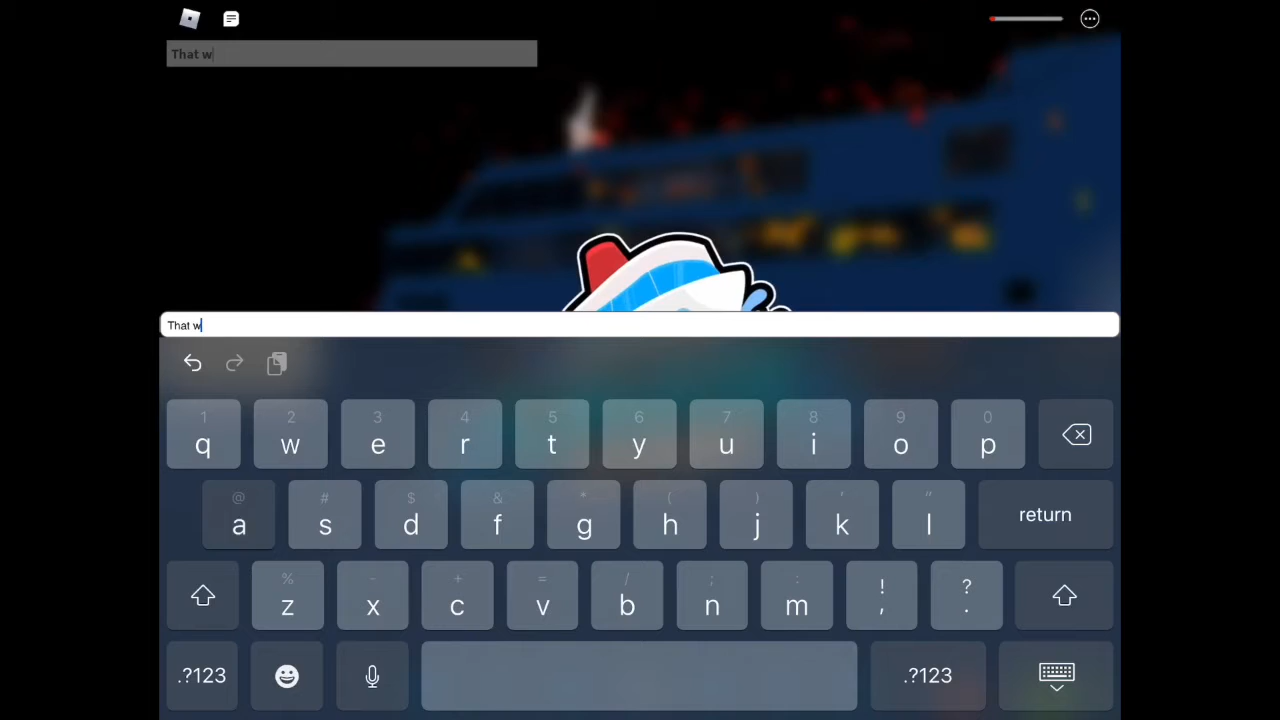 That w
That w
1 2 3 4 5 6 7 8 9 0
q w e r t y u i o p
@ # $ & * ( ) ' "
a s d f g h j k l return
% - + = / ; : ! ?
z x c v b n m , .
.?123 .?123